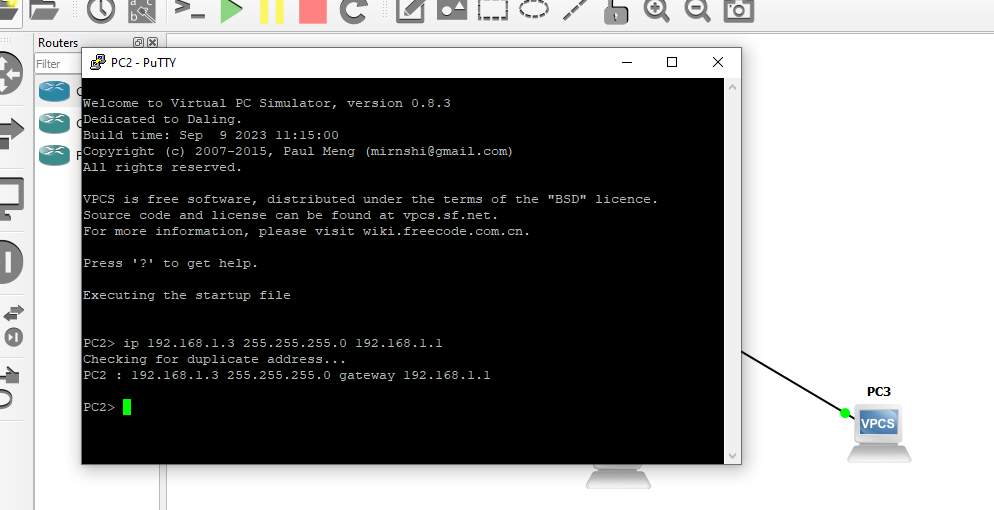 Routers
Filter
PC2 - PuTTY
Welcome to Virtual PC Simulator, version 0.8.3
Dedicated to Daling.
Build time: Sep  9 2023 11:15:00
Copyright (c) 2007-2015, Paul Meng (mirnshi@gmail.com)
All rights reserved.
VPCS is free software, distributed under the terms of the "BSD" licence.
Source code and license can be found at vpcs.sf.net.
For more information, please visit wiki.freecode.com.cn.
Press '?' to get help.
Executing the startup file
PC2> ip 192.168.1.3 255.255.255.0 192.168.1.1
Checking for duplicate address...
PC2 : 192.168.1.3 255.255.255.0 gateway 192.168.1.1
PC2>
PC3
VPCS